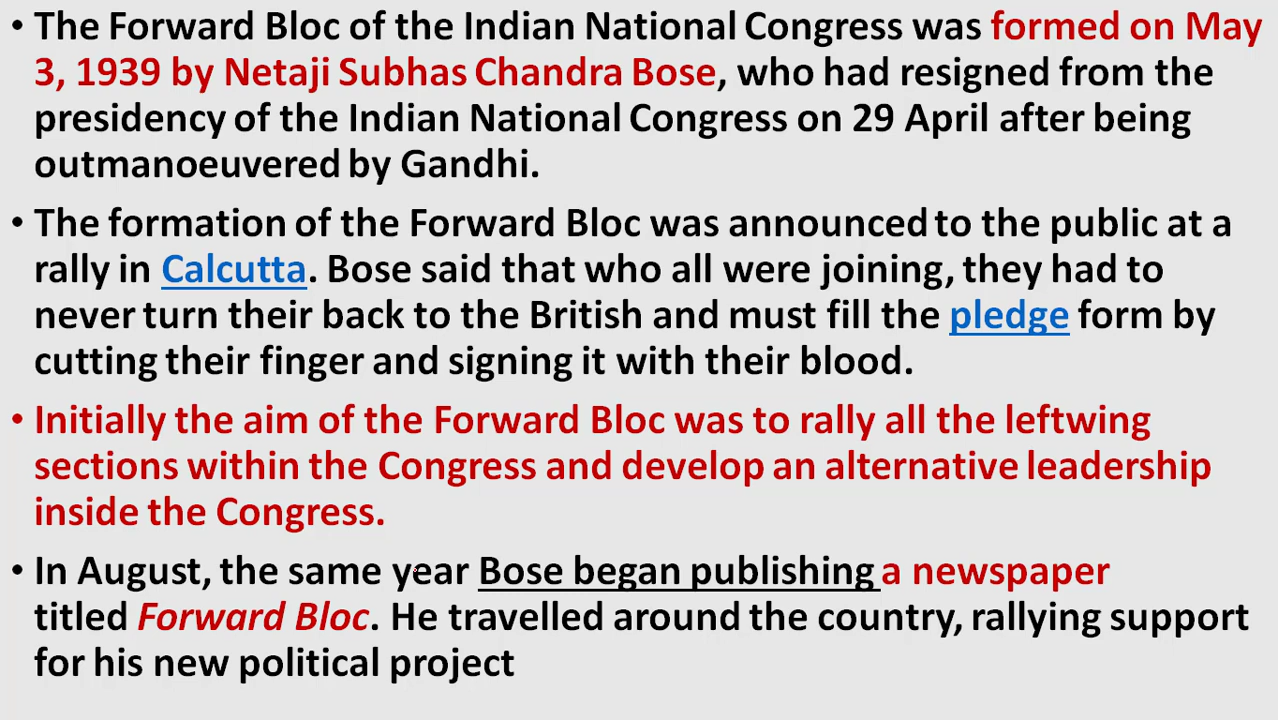 • The Forward Bloc of the Indian National Congress was formed on May
3, 1939 by Netaji Subhas Chandra Bose, who had resigned from the
presidency of the Indian National Congress on 29 April after being
outmanoeuvered by Gandhi.
• The formation of the Forward Bloc was announced to the public at a
rally in Calcutta. Bose said that who all were joining, they had to
never turn their back to the British and must fill the pledge form by
cutting their finger and signing it with their blood.
• Initially the aim of the Forward Bloc was to rally all the leftwing
sections within the Congress and develop an alternative leadership
inside the Congress.
• In August, the same year Bose began publishing a newspaper
titled Forward Bloc. He travelled around the country, rallying support
for his new political project